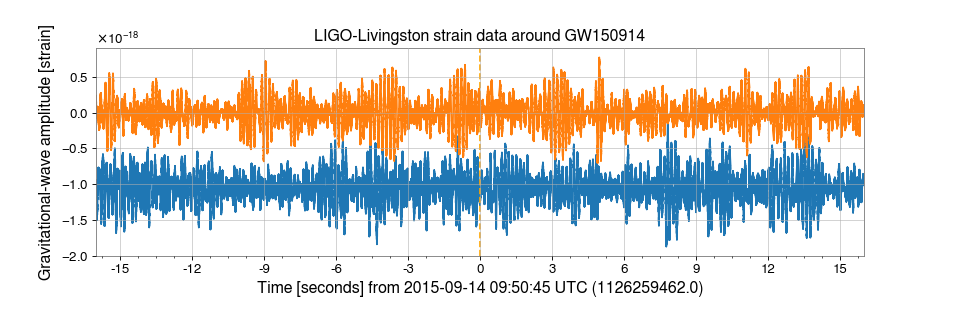 LIGO-Livingston strain data around GW150914
×10⁻¹⁸
Gravitational-wave amplitude [strain]
0.5
0.0
−0.5
−1.0
−1.5
−2.0
-15 -12 -9 -6 -3 0 3 6 9 12 15
Time [seconds] from 2015-09-14 09:50:45 UTC (1126259462.0)